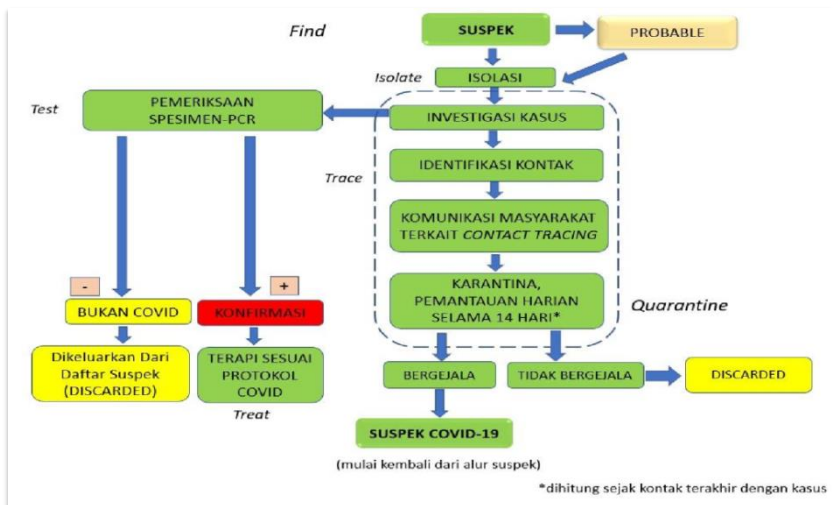 Find
SUSPEK
PROBABLE
Isolate
ISOLASI
Test
PEMERIKSAAN
SPESIMEN-PCR
INVESTIGASI KASUS
Trace
IDENTIFIKASI KONTAK
KOMUNIKASI MASYARAKAT
TERKAIT CONTACT TRACING
KARANTINA,
PEMANTAUAN HARIAN
SELAMA 14 HARI*
Quarantine
-
+
BUKAN COVID
KONFIRMASI
Dikeluarkan Dari
Daftar Suspek
(DISCARDED)
TERAPI SESUAI
PROTOKOL
COVID
Treat
BERGEJALA
TIDAK BERGEJALA
DISCARDED
SUSPEK COVID-19
(mulai kembali dari alur suspek)
*dihitung sejak kontak terakhir dengan kasus